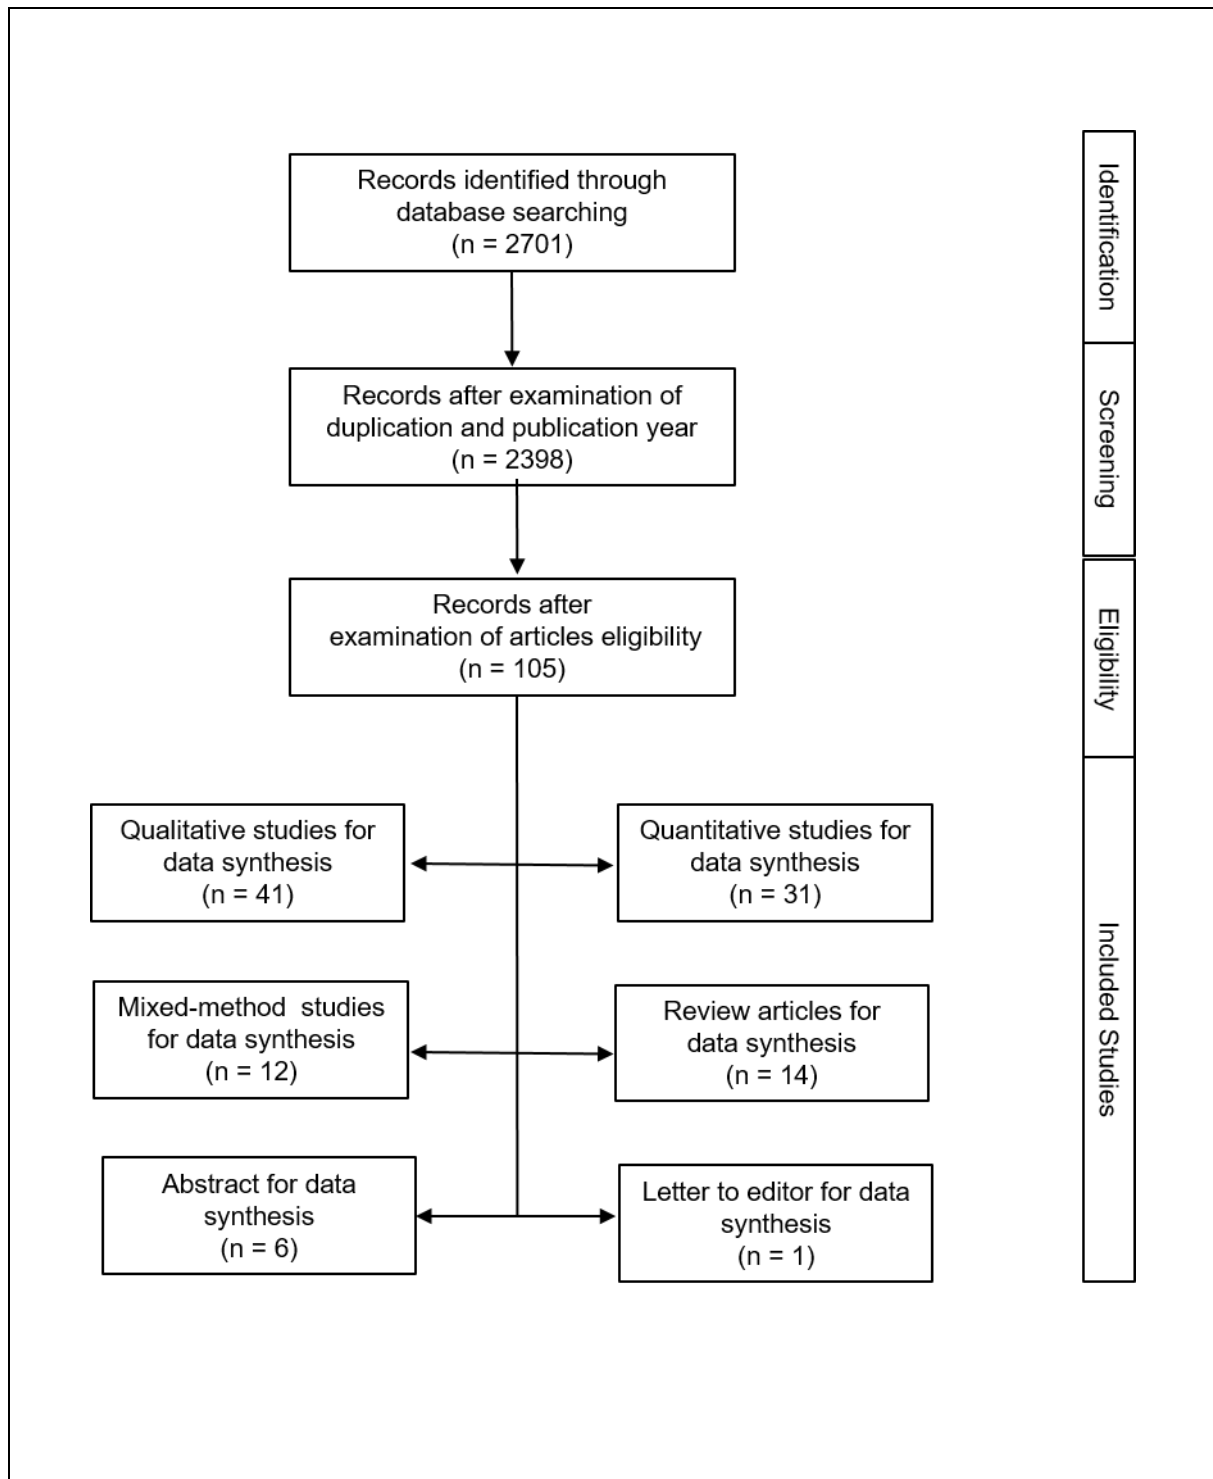 Records identified through
database searching
(n = 2701)
Identification
Records after examination of
duplication and publication year
(n = 2398)
Screening
Records after
examination of articles eligibility
(n = 105)
Eligibility
Qualitative studies for
data synthesis
(n = 41)
Quantitative studies for
data synthesis
(n = 31)
Mixed-method  studies
for data synthesis
(n = 12)
Review articles for
data synthesis
(n = 14)
Abstract for data
synthesis
(n = 6)
Letter to editor for data
synthesis
(n = 1)
Included Studies